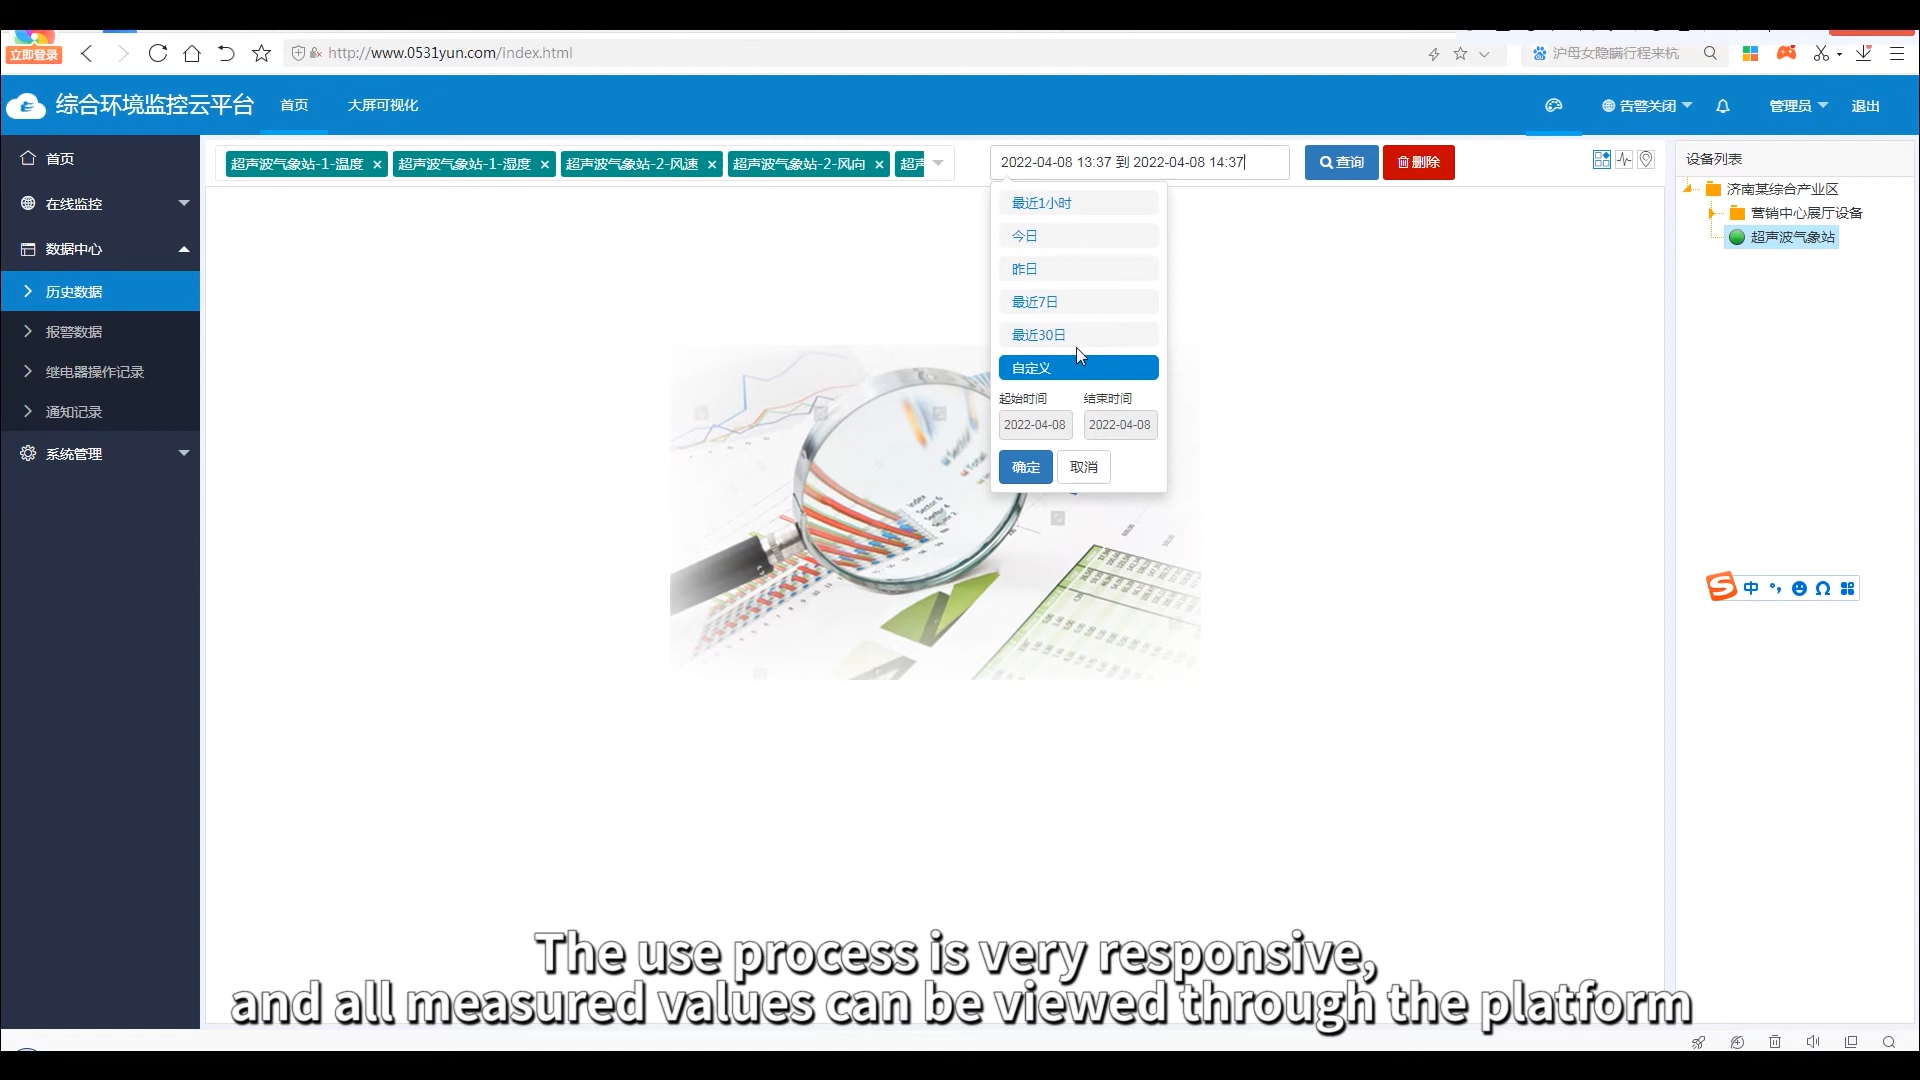 立即登录
http://www.0531yun.com/index.html
沪母女隐瞒行程来杭
综合环境监控云平台
首页
大屏可视化
告警关闭
管理员
退出
首页
在线监控
数据中心
历史数据
报警数据
继电器操作记录
通知记录
系统管理
超声波气象站-1-温度 ×
超声波气象站-1-湿度 ×
超声波气象站-2-风速 ×
超声波气象站-2-风向 ×
超声
2022-04-08 13:37 到 2022-04-08 14:37
查询
删除
最近1小时
今日
昨日
最近7日
最近30日
自定义
起始时间 结束时间
2022-04-08 2022-04-08
确定 取消
设备列表
济南某综合产业区
营销中心展厅设备
超声波气象站
中
The use process is very responsive,
and all measured values can be viewed through the platform